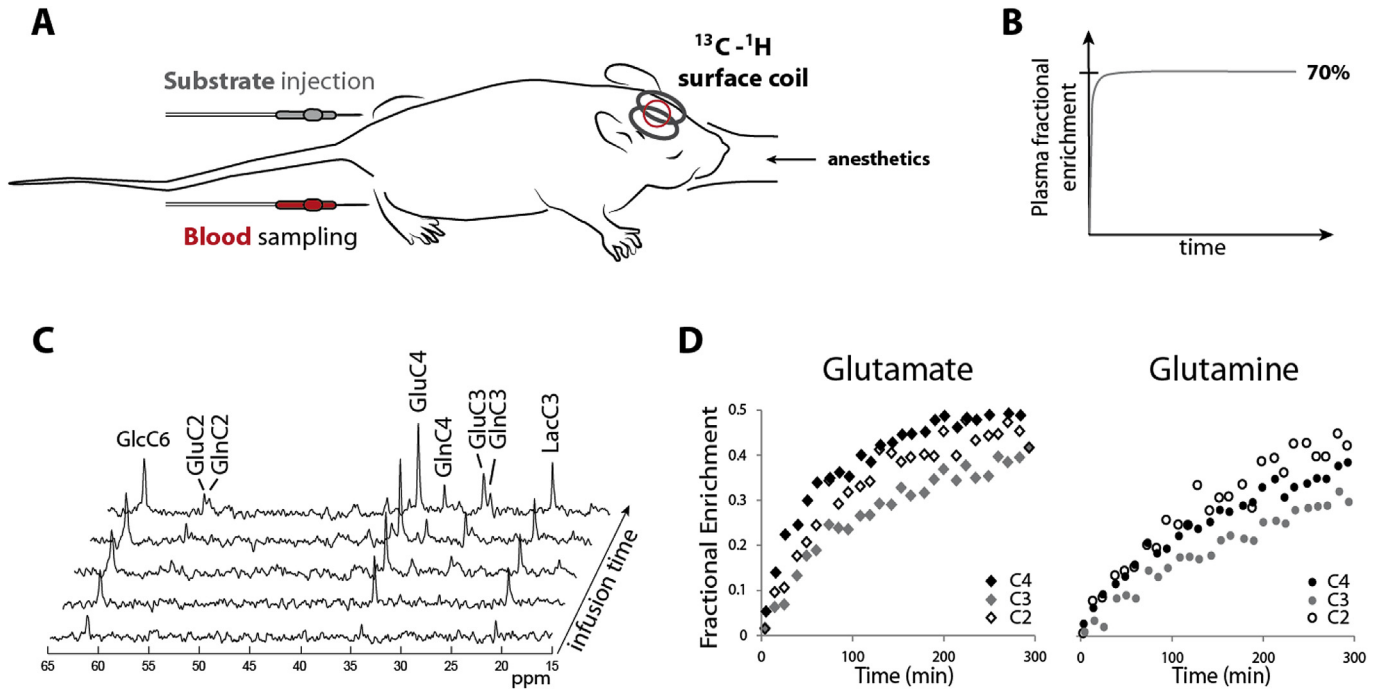 A
Substrate injection
¹³C -¹H
surface coil
anesthetics
Blood sampling
B
Plasma fractional
enrichment
70%
time
C
GlcC6
GluC2
GlnC2
GluC4
GlnC4
GluC3
GlnC3
LacC3
infusion time
65 60 55 50 45 40 35 30 25 20 15
ppm
D
Glutamate
Fractional Enrichment
0.5
0.4
0.3
0.2
0.1
0
C4
C3
C2
0 100 200 300
Time (min)
Glutamine
C4
C3
C2
0 100 200 300
Time (min)